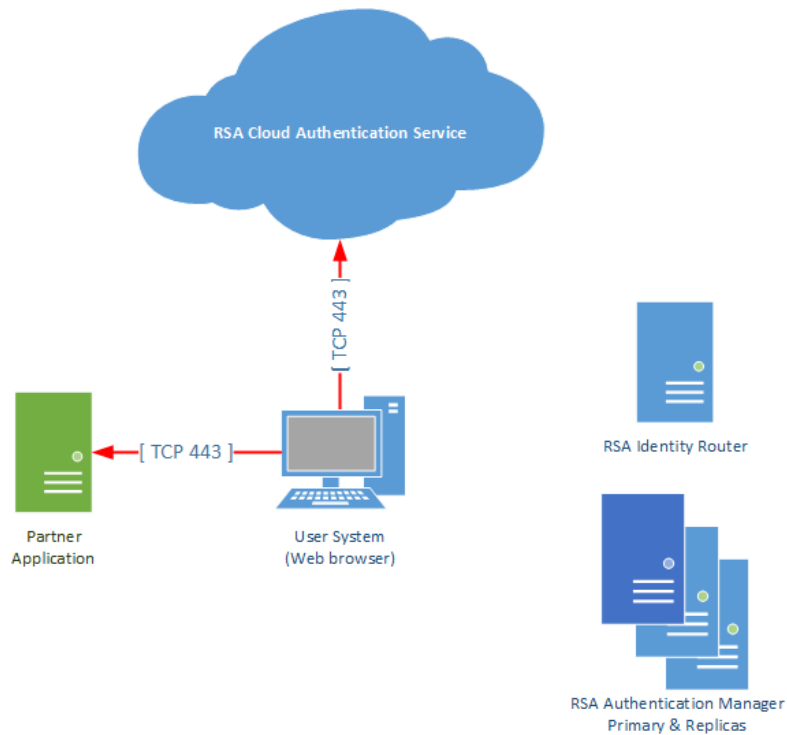 RSA Cloud Authentication Service
[ TCP 443 ]
[ TCP 443 ]
RSA Identity Router
Partner
Application
User System
(Web browser)
RSA Authentication Manager
Primary & Replicas